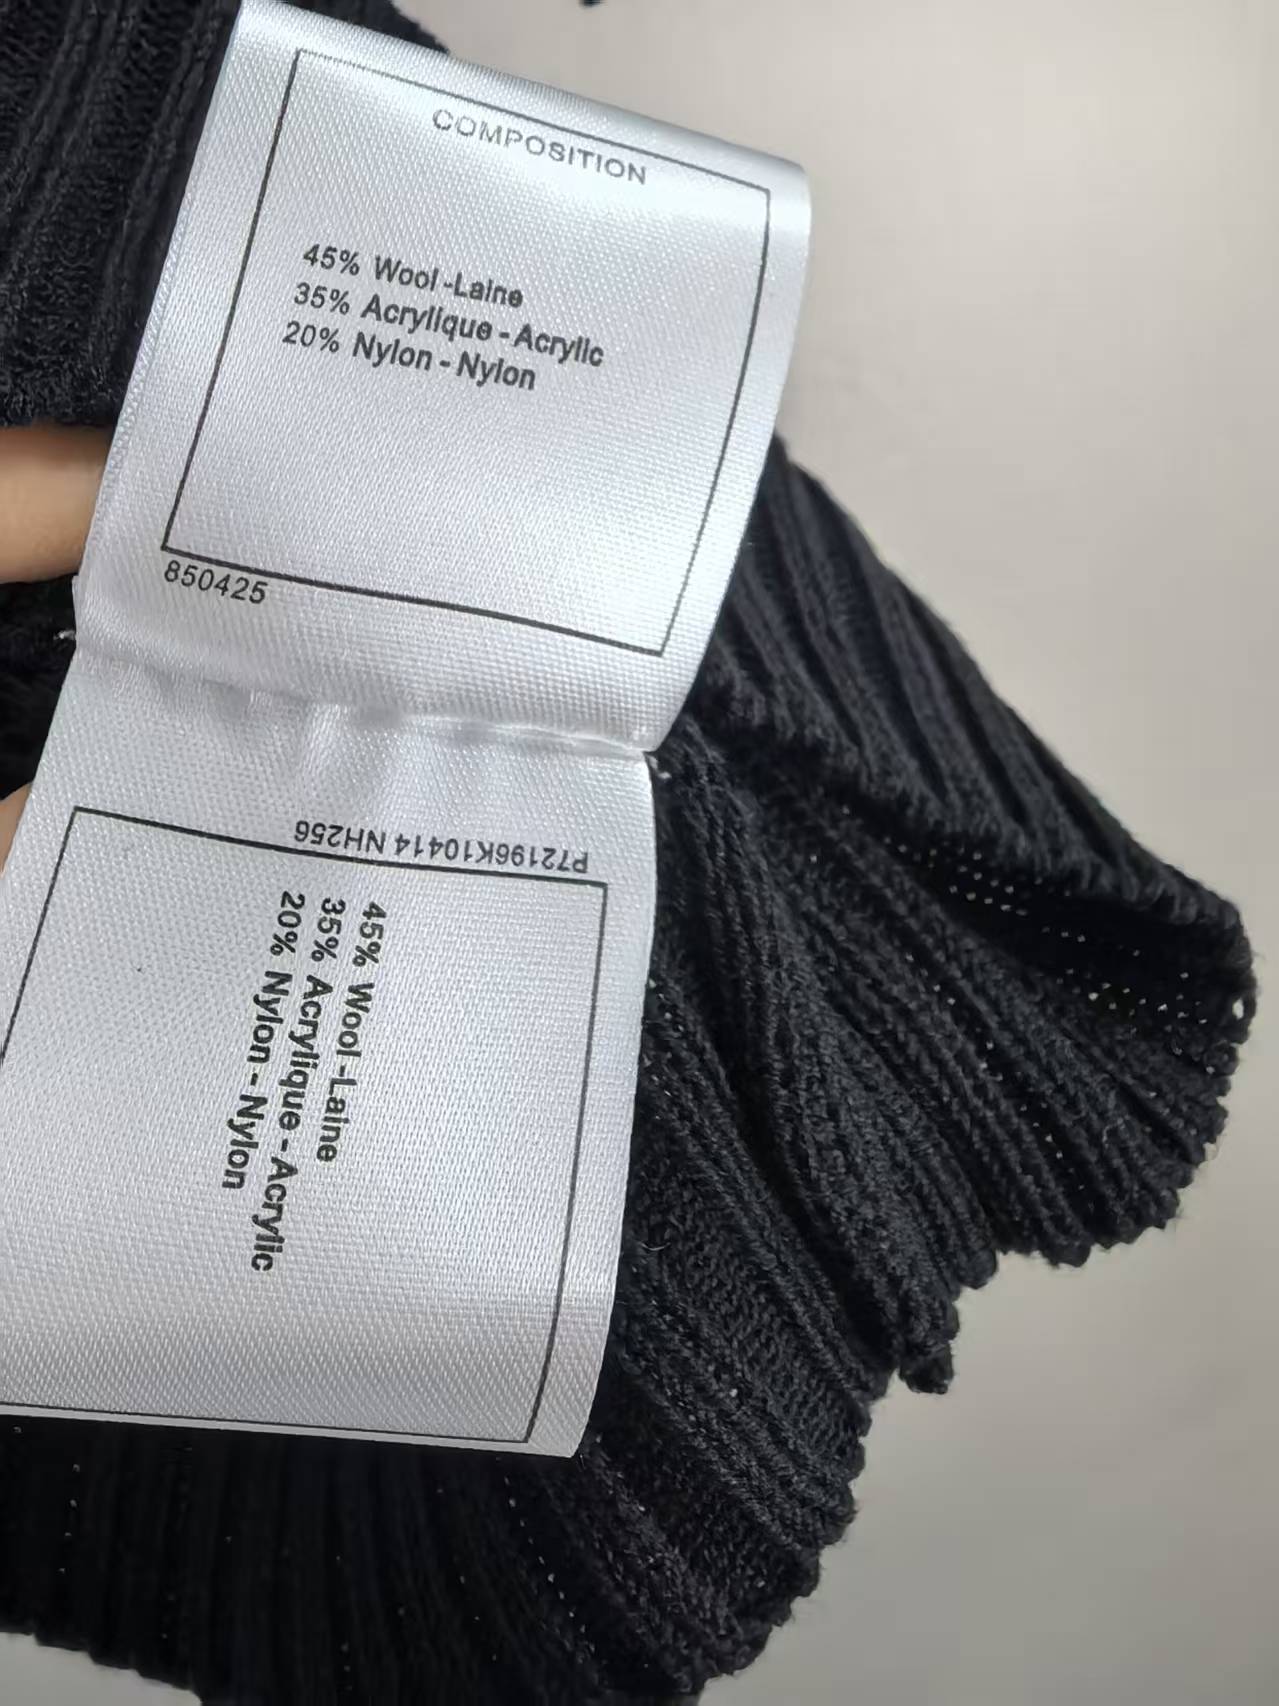 COMPOSITION
45% Wool -Laine
35% Acrylique - Acrylic
20% Nylon - Nylon
850425
P72196K10414 NH256
45% Wool -Laine
35% Acrylique - Acrylic
20% Nylon - Nylon